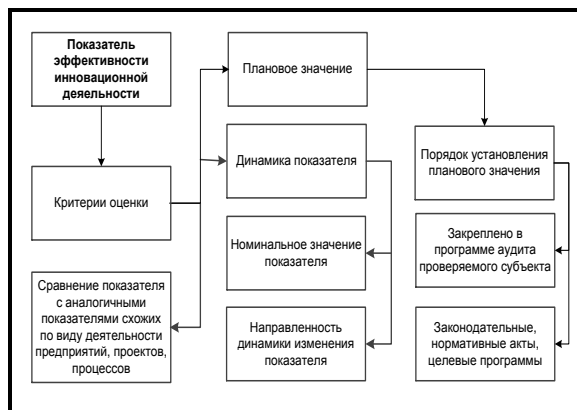 Показатель
эффективности
инновационной
деяельности
Критерии оценки
Сравнение показателя
с аналогичными
показателями схожих
по виду деятельности
предприятий, проектов,
процессов
Плановое значение
Динамика показателя
Номинальное значение
показателя
Направленность
динамики изменения
показателя
Порядок установления
планового значения
Закреплено в
программе аудита
проверяемого субъекта
Законодательные,
нормативные акты,
целевые программы